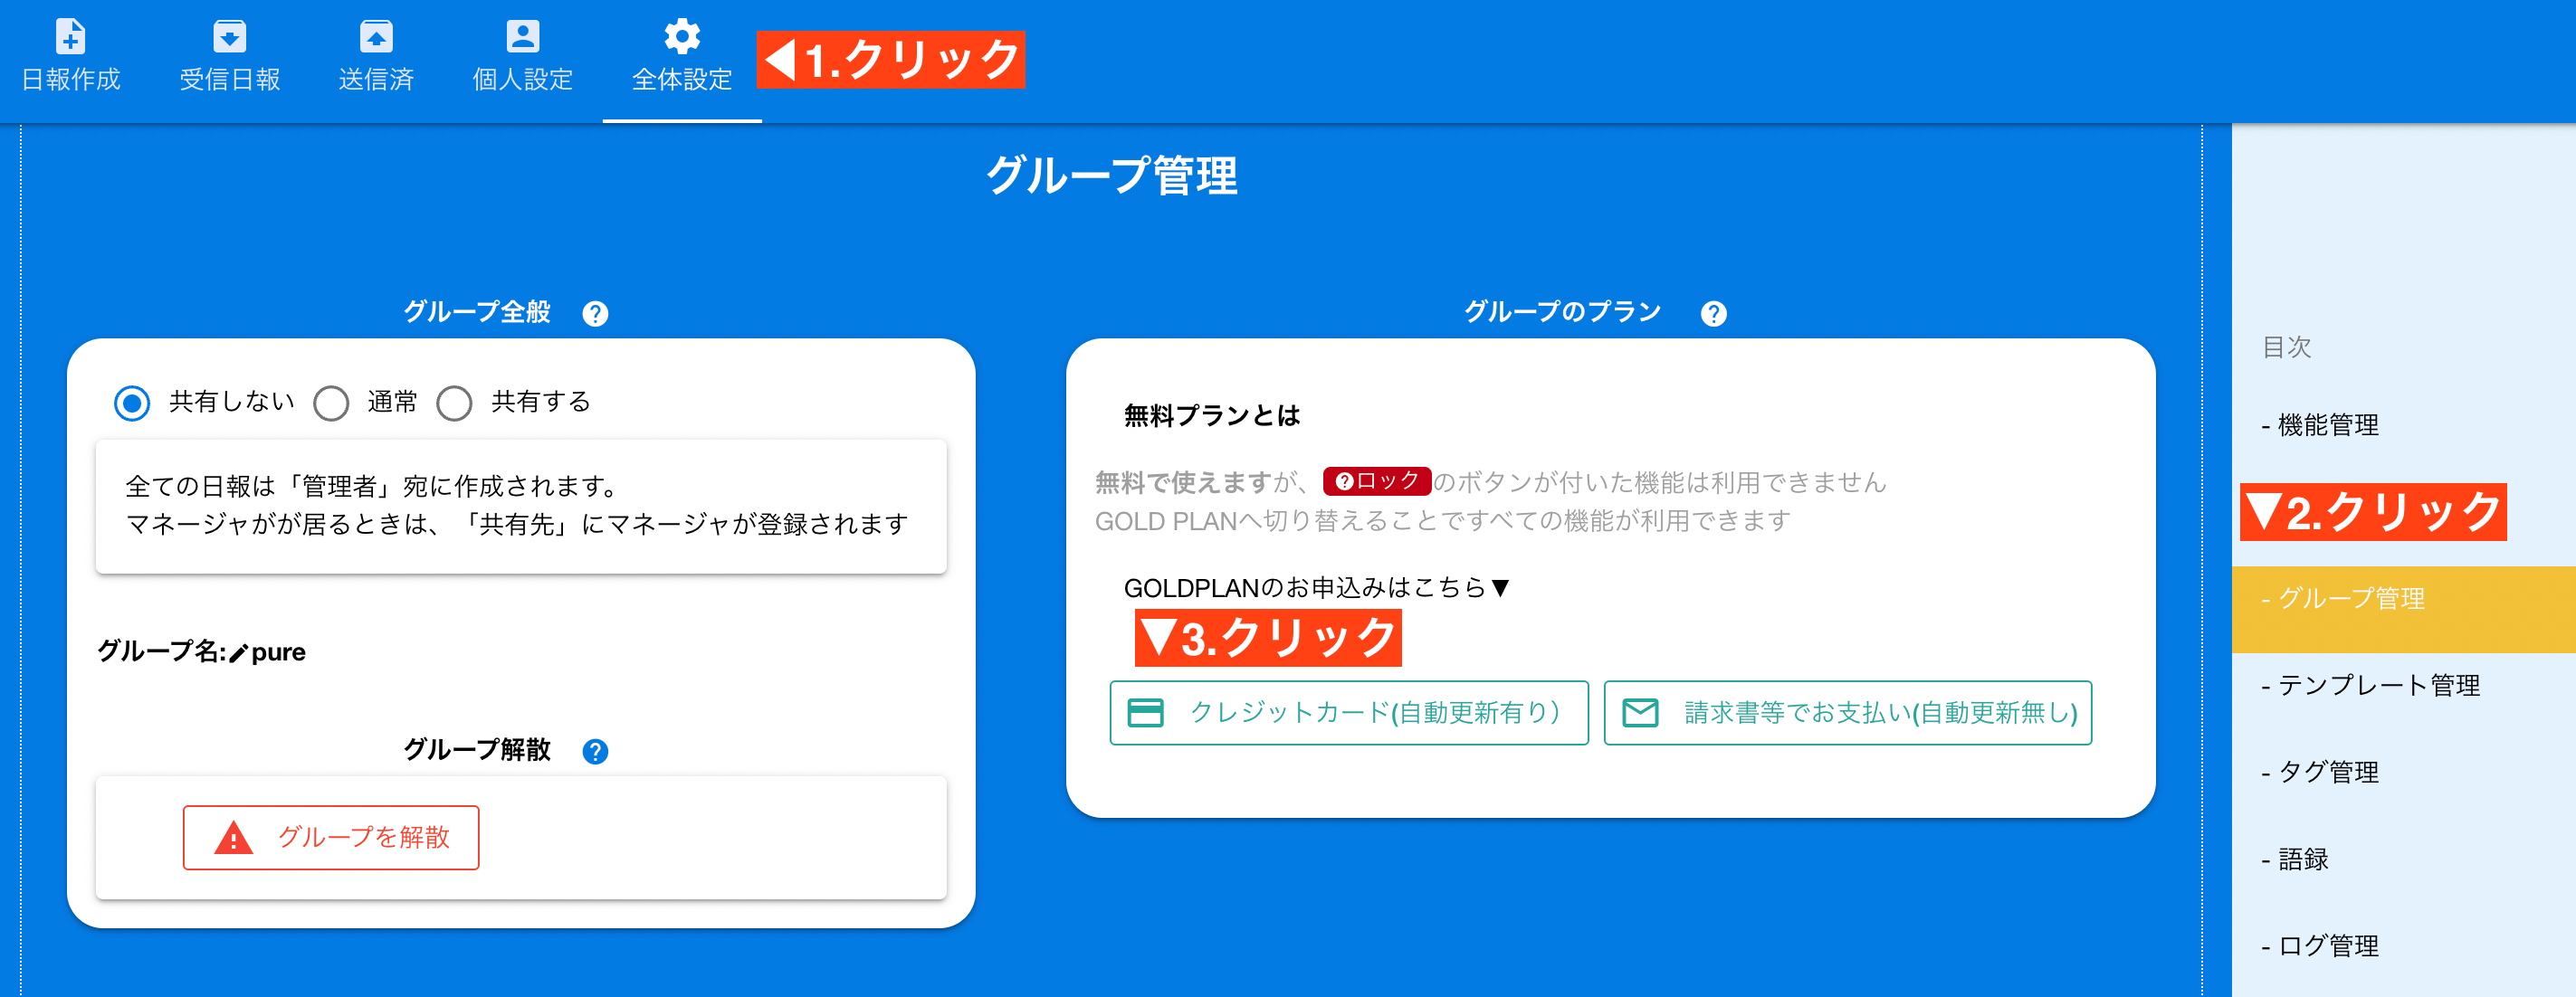 日報作成
受信日報
送信済
個人設定
全体設定
◀1.クリック
グループ管理
グループ全般
共有しない 通常 共有する
全ての日報は「管理者」宛に作成されます。
マネージャがが居るときは、「共有先」にマネージャが登録されます
グループ名:pure
グループ解散
グループを解散
グループのプラン
無料プランとは
無料で使えますが、ロックのボタンが付いた機能は利用できません
GOLD PLANへ切り替えることですべての機能が利用できます
GOLDPLANのお申込みはこちら▼
▼3.クリック
クレジットカード(自動更新有り）
請求書等でお支払い(自動更新無し)
目次
- 機能管理
▼2.クリック
- グループ管理
- テンプレート管理
- タグ管理
- 語録
- ログ管理